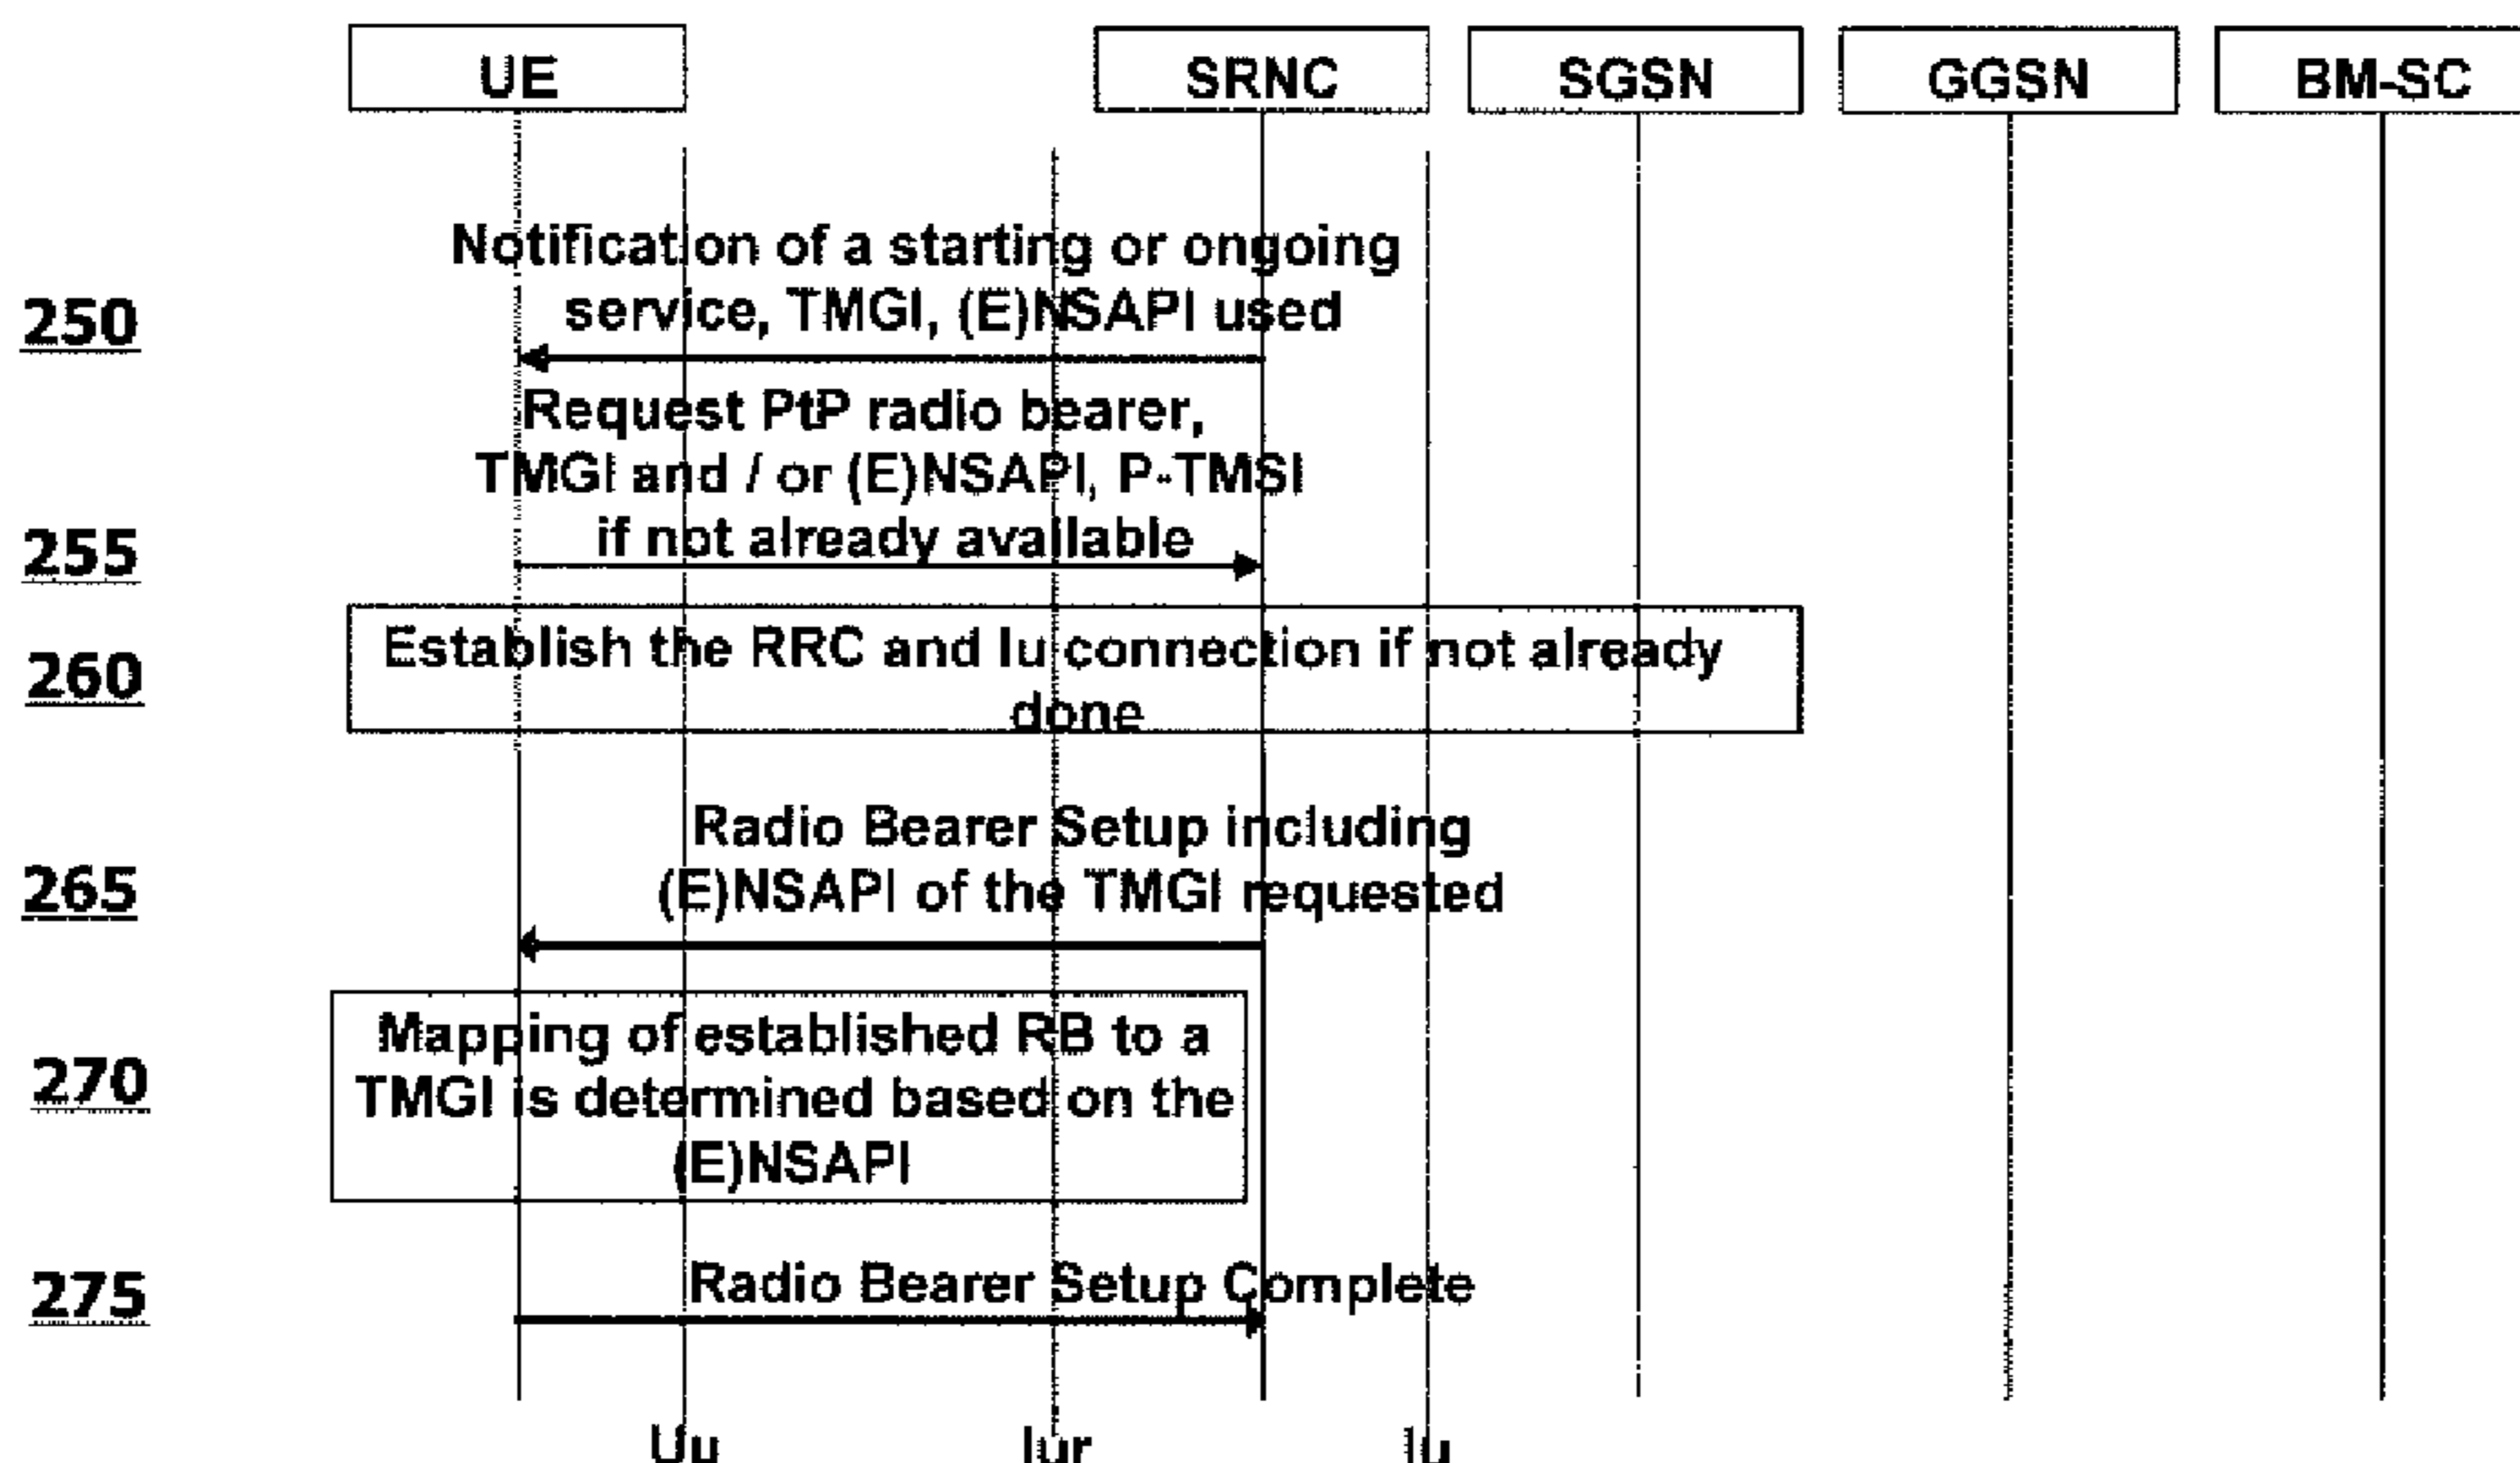 UE
SRNC
SGSN
GGSN
BM-SC
Notification of a starting or ongoing
service, TMGI, (E)NSAPI used
250
Request PtP radio bearer,
TMGI and / or (E)NSAPI, P-TMSI
if not already available
255
Establish the RRC and Iu connection if not already
done
260
Radio Bearer Setup including
(E)NSAPI of the TMGI requested
265
Mapping of established RB to a
TMGI is determined based on the
(E)NSAPI
270
Radio Bearer Setup Complete
275
Uu
Iur
Iu